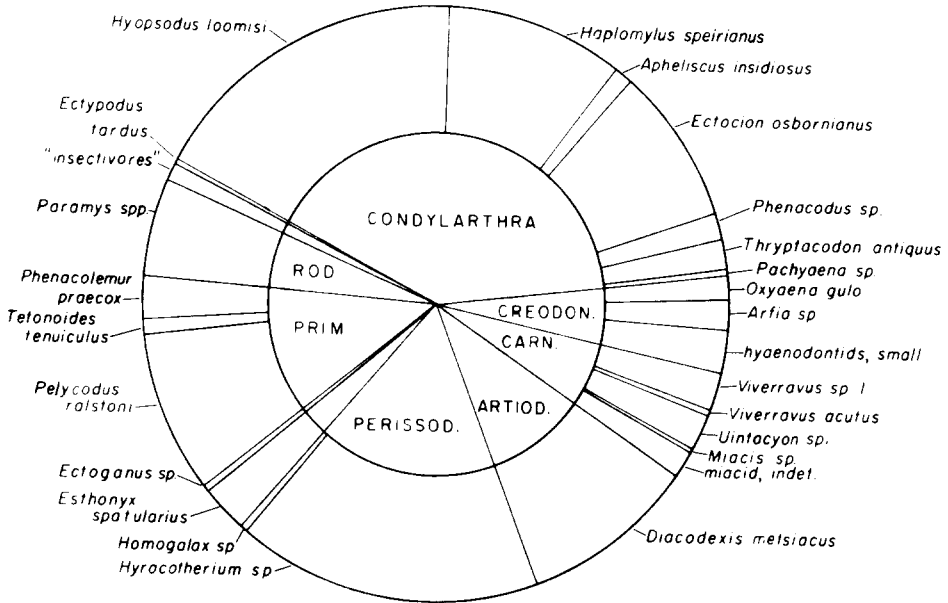 Hyopsodus loomisi
Haplomylus speirianus
Apheliscus insidiosus
Ectocion osbornianus
Phenacodus sp.
Thryptacodon antiquus
Pachyaena sp.
Oxyaena gulo
Arfia sp
hyaenodontids, small
Viverravus sp 1
Viverravus acutus
Uintacyon sp.
Miacis sp.
miacid, indet.
Diacodexis metsiacus
Hyracotherium sp
Homogalax sp
Esthonyx
spatularius
Ectoganus sp.
Pelycodus
ralstoni
Tetonoides
tenuiculus
Phenacolemur
praecox
Paramys spp.
"insectivores"
Ectypodus
tardus
CONDYLARTHRA
ROD
PRIM
PERISSOD.
ARTIOD.
CARN.
CREODON.